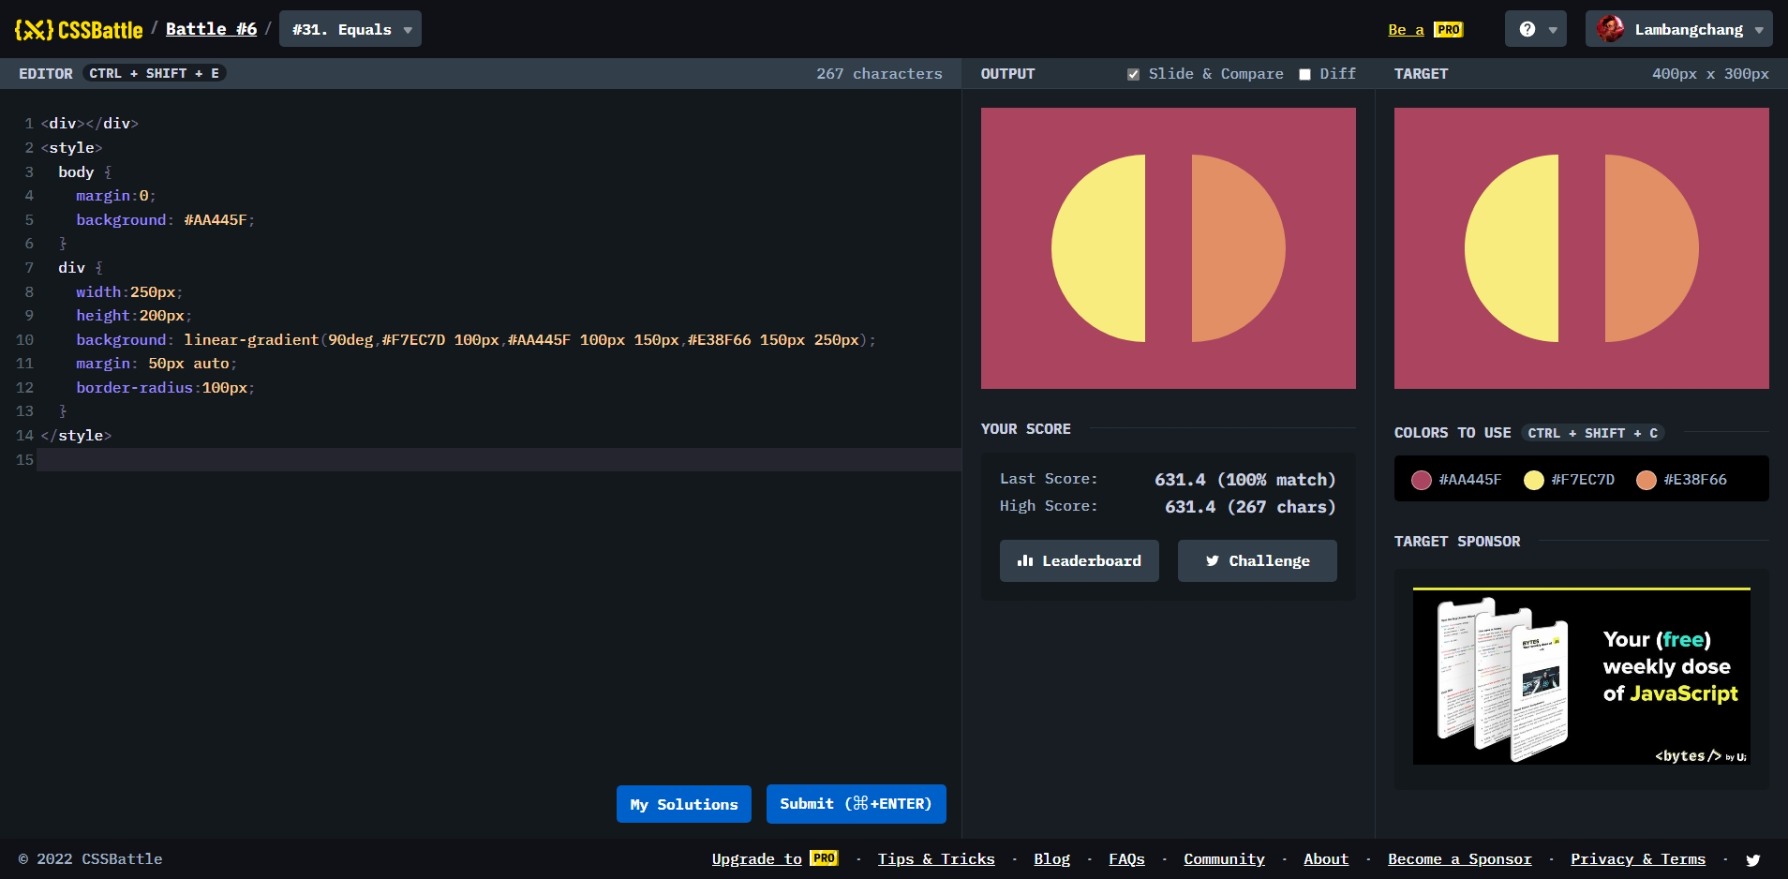 {X} CSSBattle / Battle #6 / #31. Equals
Be a PRO
?
Lambangchang
EDITOR CTRL + SHIFT + E 267 characters
OUTPUT Slide & Compare Diff
TARGET 400px x 300px
1 <div></div>
2 <style>
3 body {
4 margin:0;
5 background: #AA445F;
6 }
7 div {
8 width:250px;
9 height:200px;
10 background: linear-gradient(90deg,#F7EC7D 100px,#AA445F 100px 150px,#E38F66 150px 250px);
11 margin: 50px auto;
12 border-radius:100px;
13 }
14 </style>
15
My Solutions
Submit (⌘+ENTER)
YOUR SCORE
Last Score: 631.4 (100% match)
High Score: 631.4 (267 chars)
Leaderboard
Challenge
COLORS TO USE CTRL + SHIFT + C
#AA445F #F7EC7D #E38F66
TARGET SPONSOR
BYTES
Your (free)
weekly dose
of JavaScript
<bytes/> by U;
© 2022 CSSBattle
Upgrade to PRO · Tips & Tricks · Blog · FAQs · Community · About · Become a Sponsor · Privacy & Terms ·